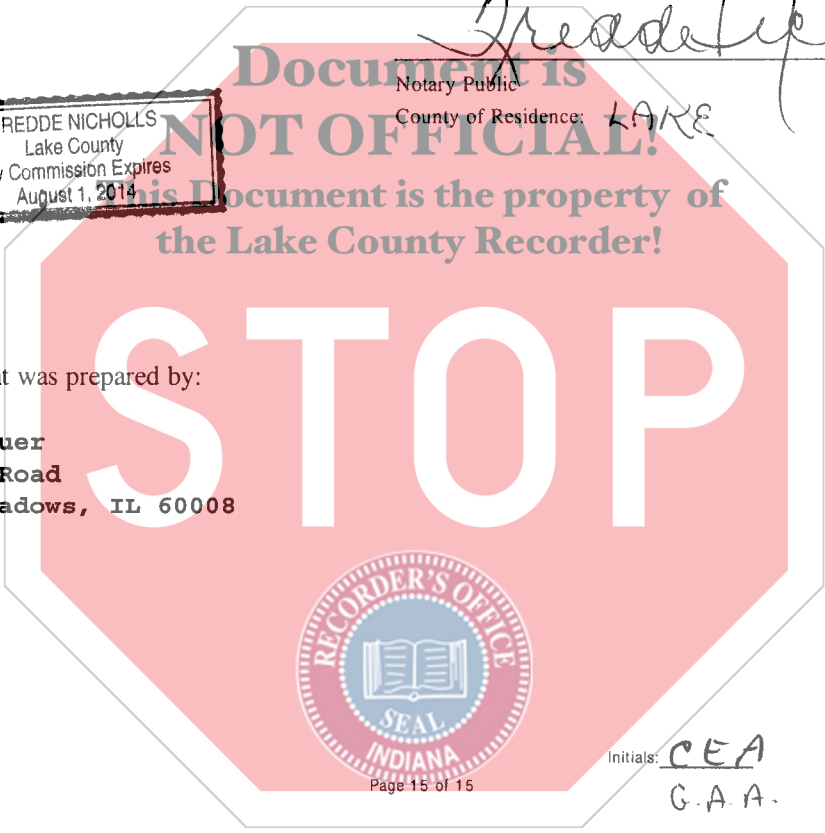 Document is
Notary Public
County of Residence: LAKE
REDDE NICHOLLS
Lake County
Commission Expires
August 1, 2014
NOT OFFICIAL!
This Document is the property of
the Lake County Recorder!
STOP
t was prepared by:
uer
Road
adows, IL 60008
RECORDER'S OFFICE
SEAL
INDIANA
Initials: CEA
G.A.A.
Page 15 of 15